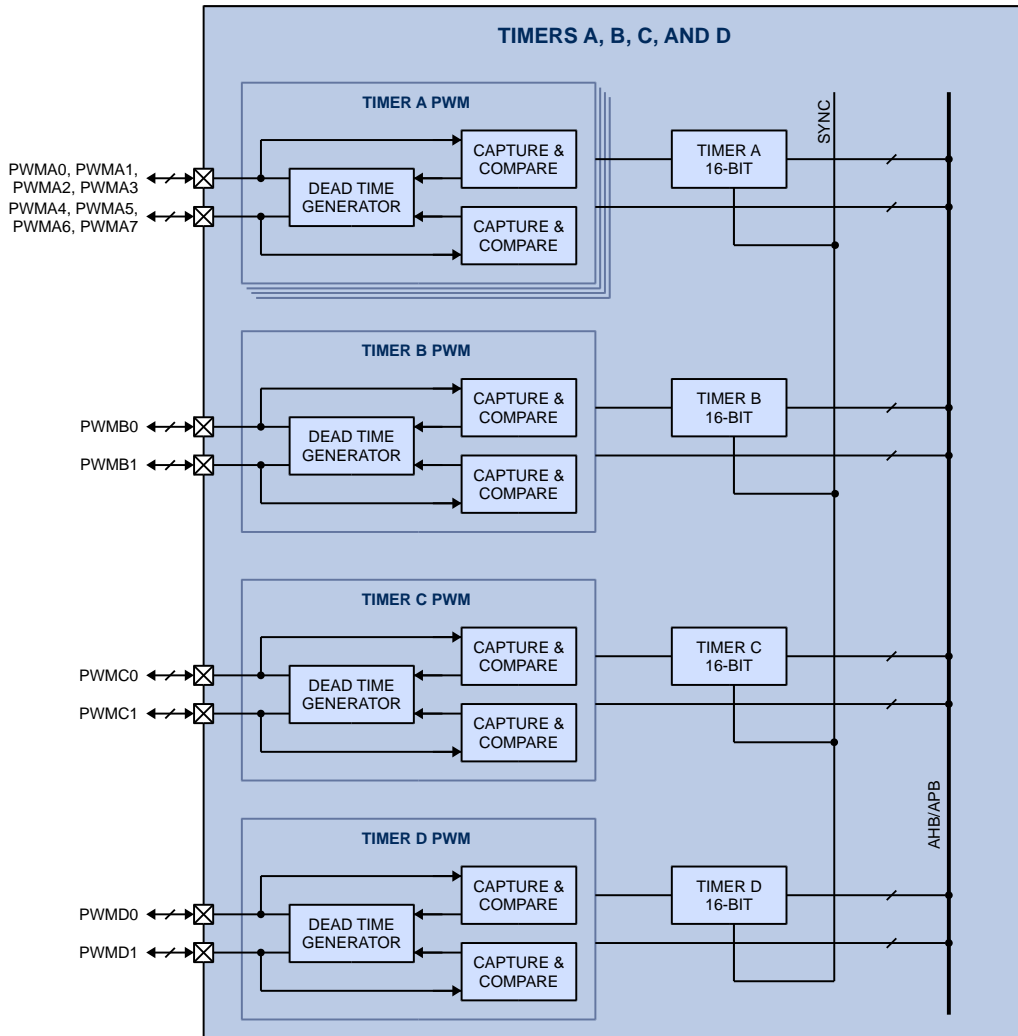 TIMERS A, B, C, AND D
TIMER A PWM
SYNC
PWMA0, PWMA1,
PWMA2, PWMA3
PWMA4, PWMA5,
PWMA6, PWMA7
DEAD TIME
GENERATOR
CAPTURE &
COMPARE
CAPTURE &
COMPARE
TIMER A
16-BIT
TIMER B PWM
PWMB0
PWMB1
DEAD TIME
GENERATOR
CAPTURE &
COMPARE
CAPTURE &
COMPARE
TIMER B
16-BIT
TIMER C PWM
PWMC0
PWMC1
DEAD TIME
GENERATOR
CAPTURE &
COMPARE
CAPTURE &
COMPARE
TIMER C
16-BIT
AHB/APB
TIMER D PWM
PWMD0
PWMD1
DEAD TIME
GENERATOR
CAPTURE &
COMPARE
CAPTURE &
COMPARE
TIMER D
16-BIT